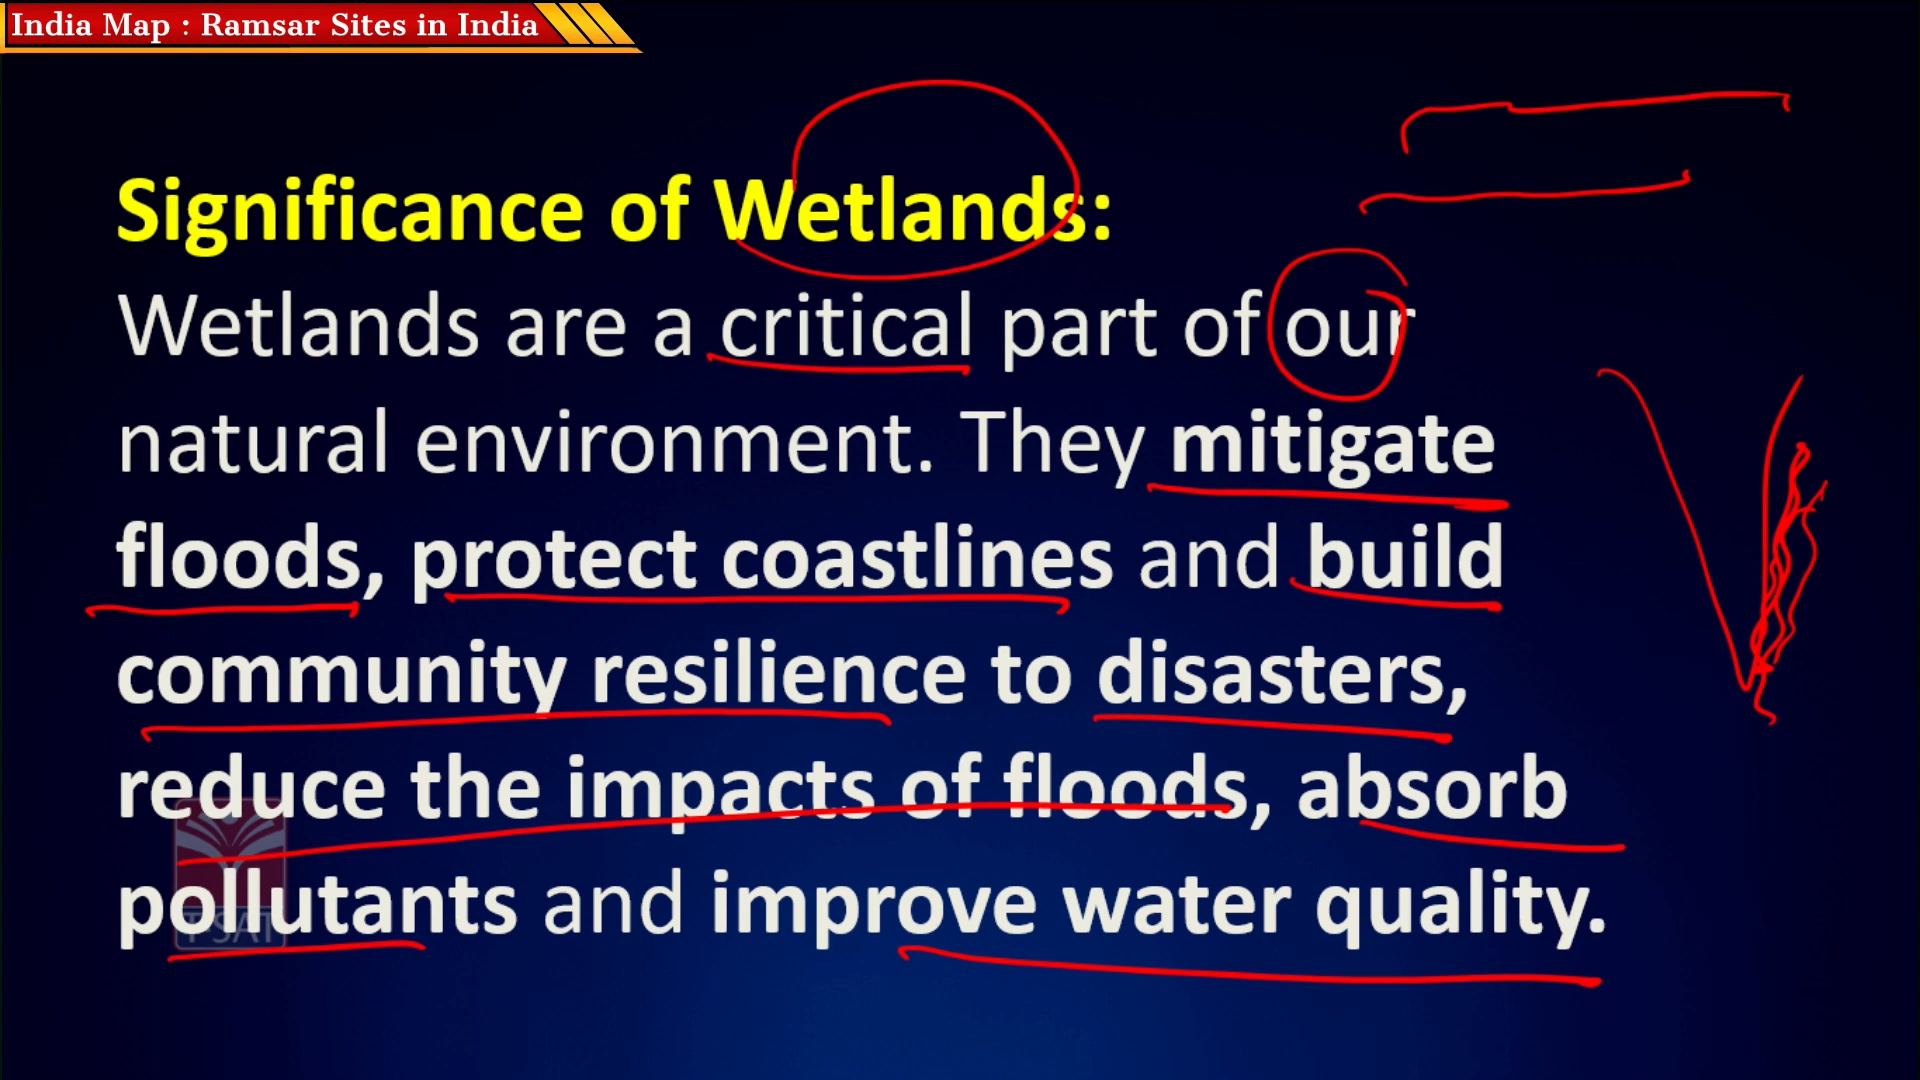 India Map : Ramsar Sites in India
Significance of Wetlands:
Wetlands are a critical part of our
natural environment. They mitigate
floods, protect coastlines and build
community resilience to disasters,
reduce the impacts of floods, absorb
pollutants and improve water quality.
T-SAT